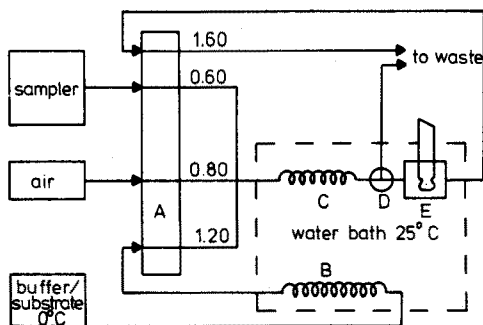 1.60
to waste
0.60
sampler
air
0.80
A
C
D
E
water bath 25°C
1.20
B
buffer/
substrate
0°C